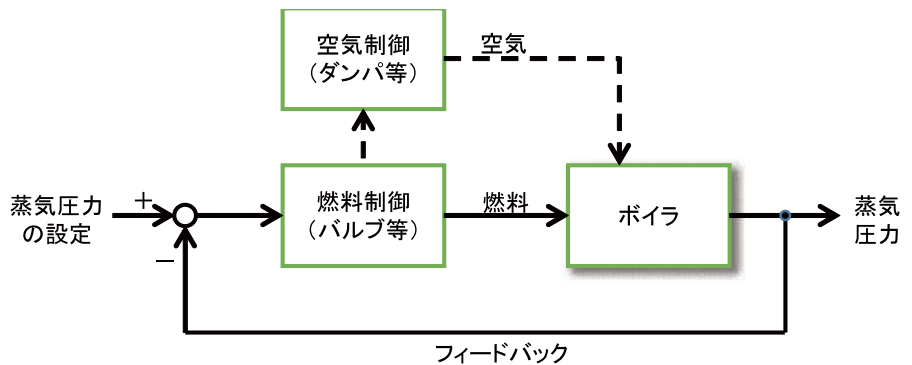 空気制御
(ダンパ等)
空気
蒸気圧力
の設定
+
−
燃料制御
(バルブ等)
燃料
ボイラ
蒸気
圧力
フィードバック